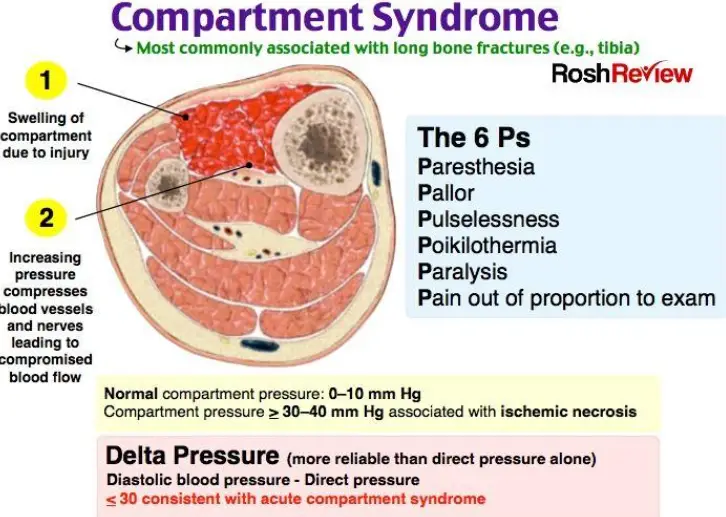 Compartment Syndrome
Most commonly associated with long bone fractures (e.g., tibia)
RoshReview
1
Swelling of
compartment
due to injury
2
Increasing
pressure
compresses
blood vessels
and nerves
leading to
compromised
blood flow
The 6 Ps
Paresthesia
Pallor
Pulselessness
Poikilothermia
Paralysis
Pain out of proportion to exam
Normal compartment pressure: 0–10 mm Hg
Compartment pressure ≥ 30–40 mm Hg associated with ischemic necrosis
Delta Pressure (more reliable than direct pressure alone)
Diastolic blood pressure - Direct pressure
≤ 30 consistent with acute compartment syndrome